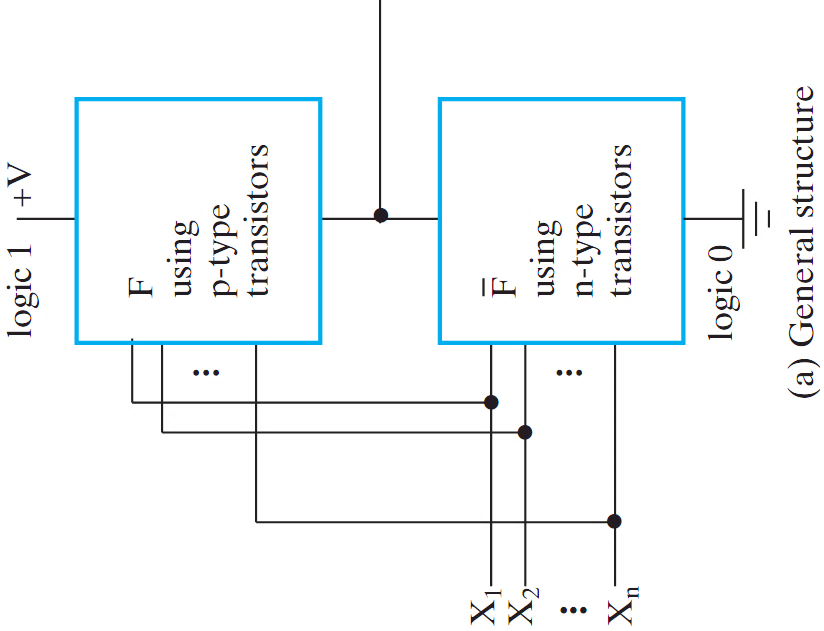 logic 1 +V
F
using
p-type
transistors
F̅
using
n-type
transistors
logic 0
X₁
X₂
...
Xₙ
(a) General structure